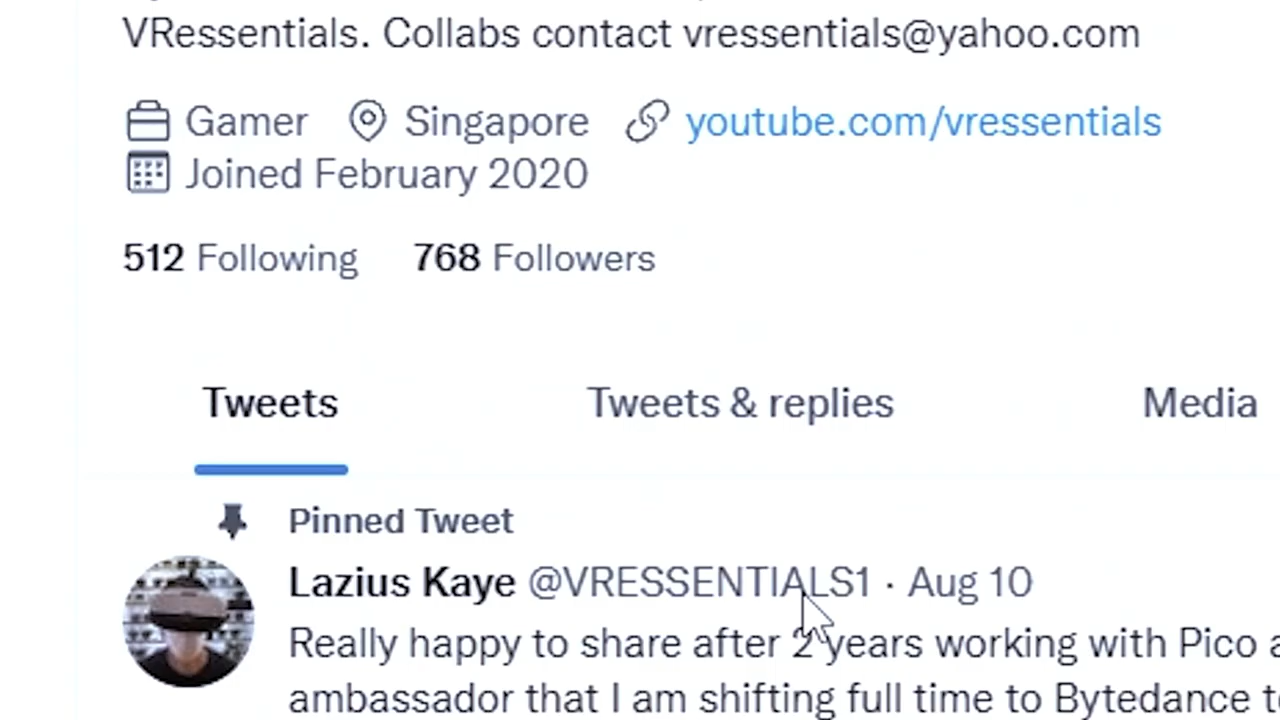 VRessentials. Collabs contact vressentials@yahoo.com
Gamer Singapore youtube.com/vressentials
Joined February 2020
512 Following 768 Followers
Tweets Tweets & replies Media
Pinned Tweet
Lazius Kaye @VRESSENTIALS1 · Aug 10
Really happy to share after 2 years working with Pico
ambassador that I am shifting full time to Bytedance